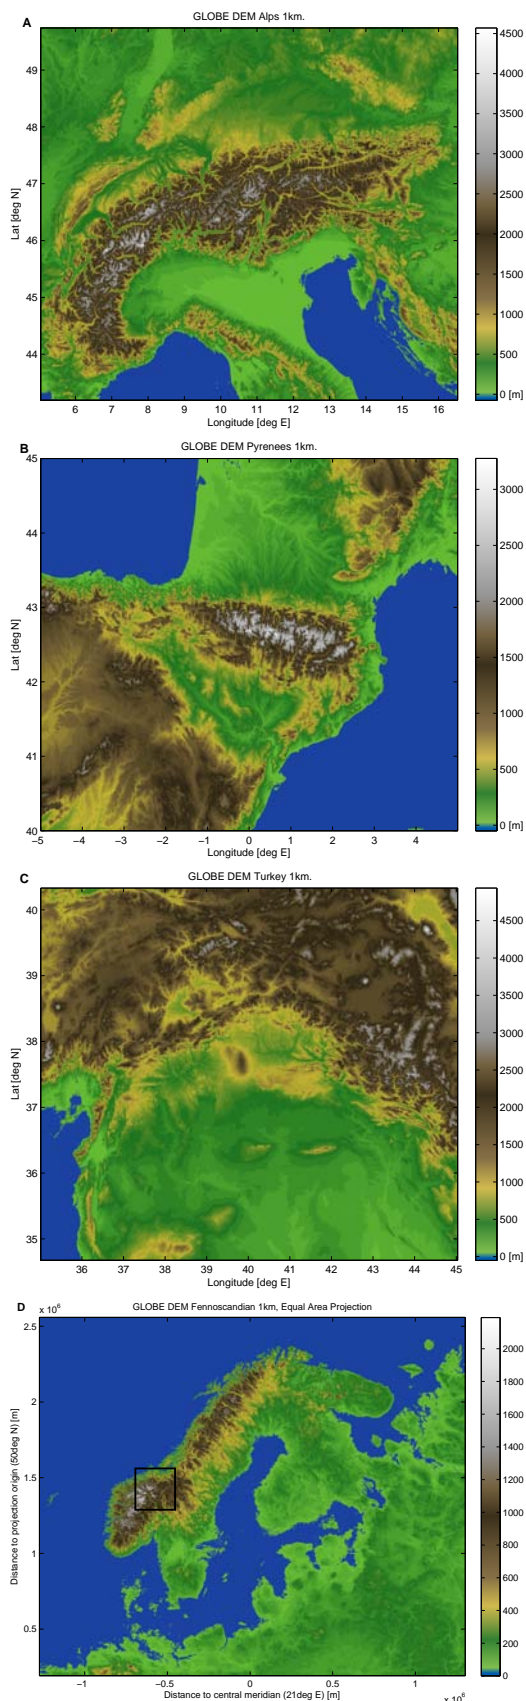 A
GLOBE DEM Alps 1km.
49
48
47
46
45
44
Lat [deg N]
6 7 8 9 10 11 12 13 14 15 16
Longitude [deg E]
4500
4000
3500
3000
2500
2000
1500
1000
500
0 [m]
B
GLOBE DEM Pyrenees 1km.
45
44
43
42
41
40
Lat [deg N]
−5 −4 −3 −2 −1 0 1 2 3 4
Longitude [deg E]
3000
2500
2000
1500
1000
500
0 [m]
C
GLOBE DEM Turkey 1km.
40
39
38
37
36
35
Lat [deg N]
36 37 38 39 40 41 42 43 44 45
Longitude [deg E]
4500
4000
3500
3000
2500
2000
1500
1000
500
0 [m]
D
x 10⁶
GLOBE DEM Fennoscandian 1km, Equal Area Projection
2.5
2
1.5
1
0.5
Distance to projection origin (50deg N) [m]
−1 −0.5 0 0.5 1
Distance to central meridian (21deg E) [m]
x 10⁶
2000
1800
1600
1400
1200
1000
800
600
400
200
0